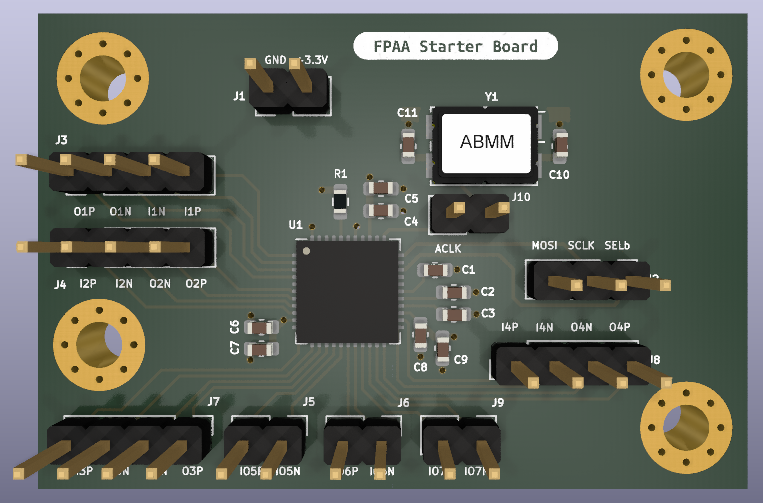 FPAA Starter Board
GND +3.3V
J1
Y1
C11
ABMM
C10
J3
R1
C5
C4
J10
O1P O1N I1N I1P
U1
ACLK
MOSI SCLK SELb
C1
J4 I2P I2N O2N O2P
C2
C3
I4P I4N O4N O4P
C6
C7
C8 C9
J8
J7 J5 J6 J9
O3P
IO5N